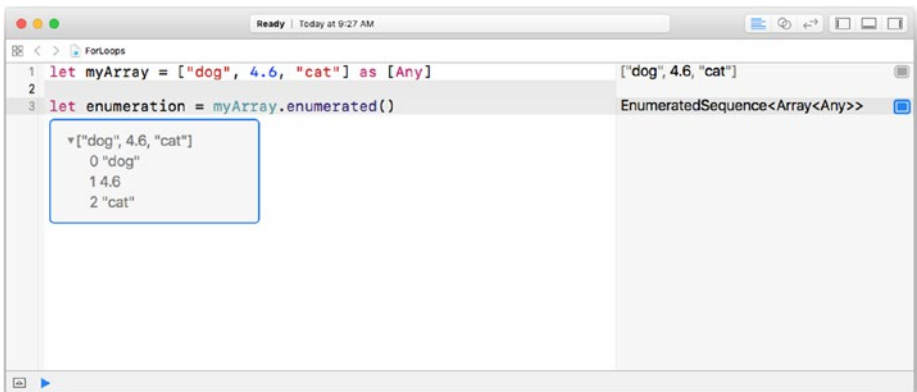 Ready | Today at 9:27 AM
ForLoops
1 let myArray = ["dog", 4.6, "cat"] as [Any]
["dog", 4.6, "cat"]
2
3 let enumeration = myArray.enumerated()
EnumeratedSequence<Array<Any>>
▼["dog", 4.6, "cat"]
0 "dog"
1 4.6
2 "cat"